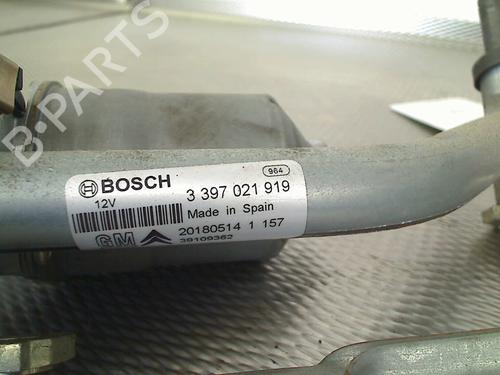 B-PARTS
964
BOSCH 3 397 021 919
12V
Made in Spain
GM 20180514 1 157
39109362